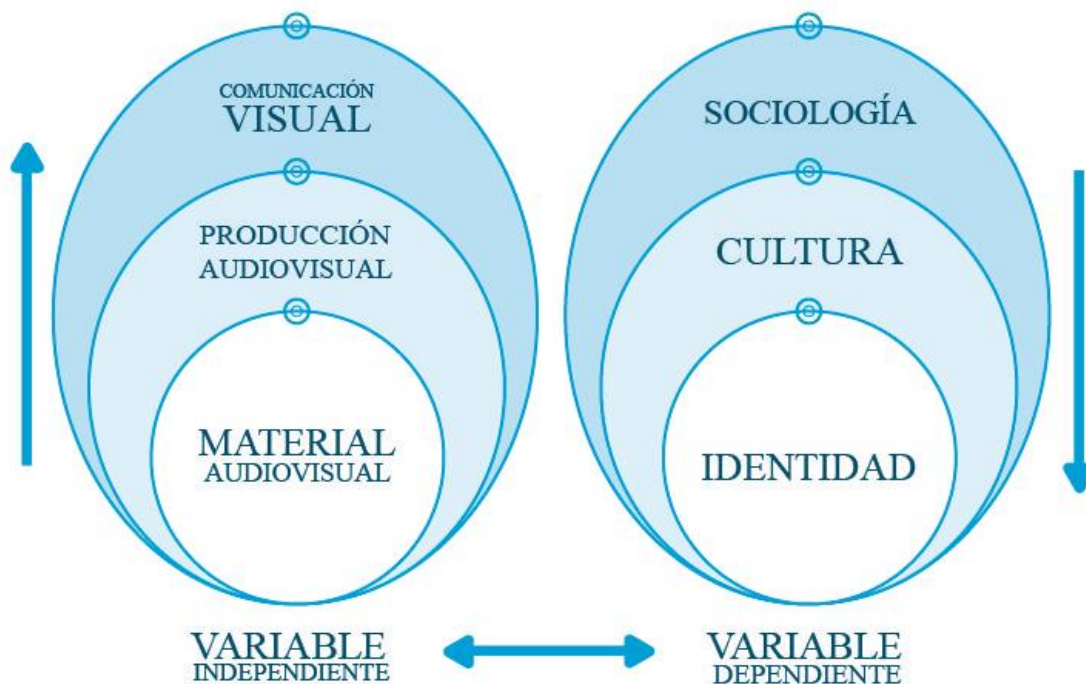 COMUNICACIÓN
VISUAL
PRODUCCIÓN
AUDIOVISUAL
MATERIAL
AUDIOVISUAL
VARIABLE
INDEPENDIENTE
SOCIOLOGÍA
CULTURA
IDENTIDAD
VARIABLE
DEPENDIENTE